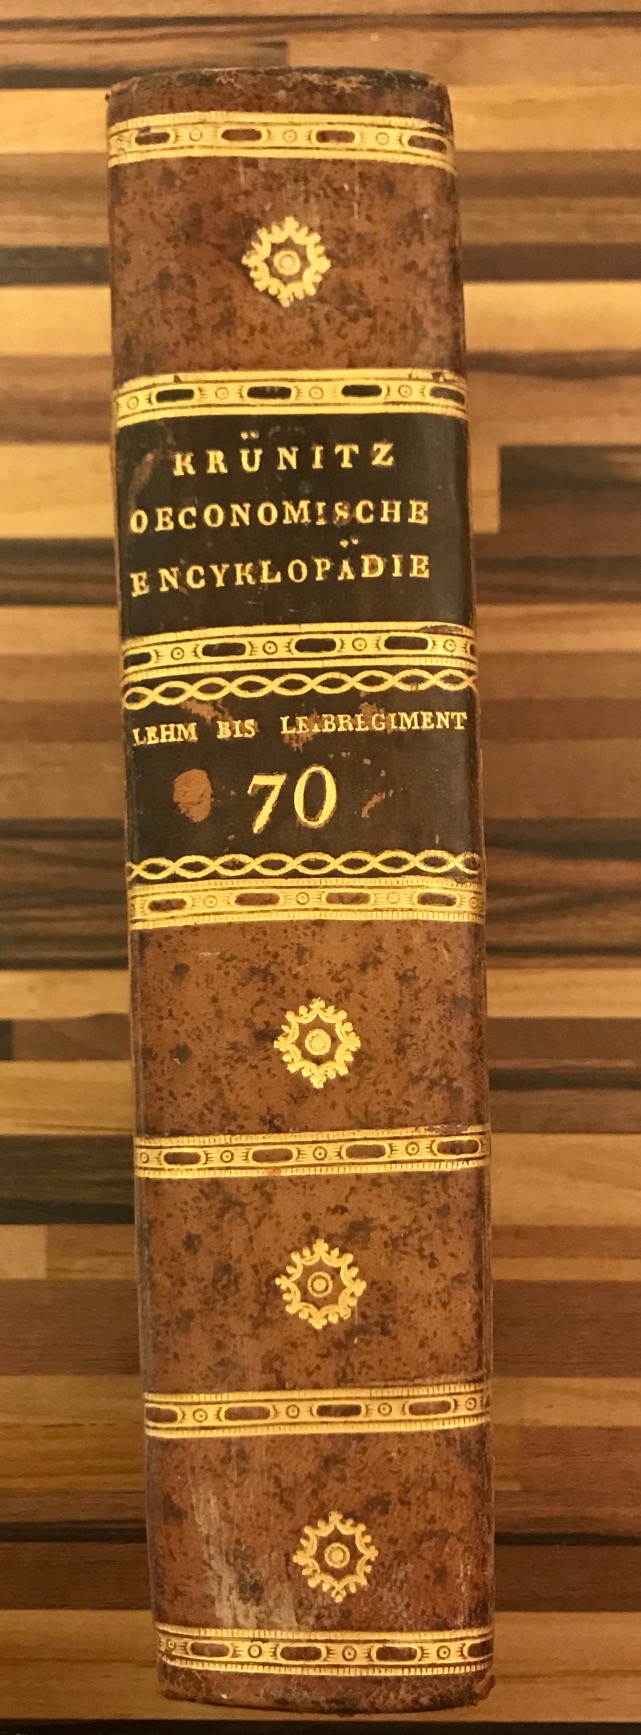 KRÜNITZ
OECONOMISCHE
ENCYKLOPÄDIE
LEHM BIS LEIBREGIMENT
70